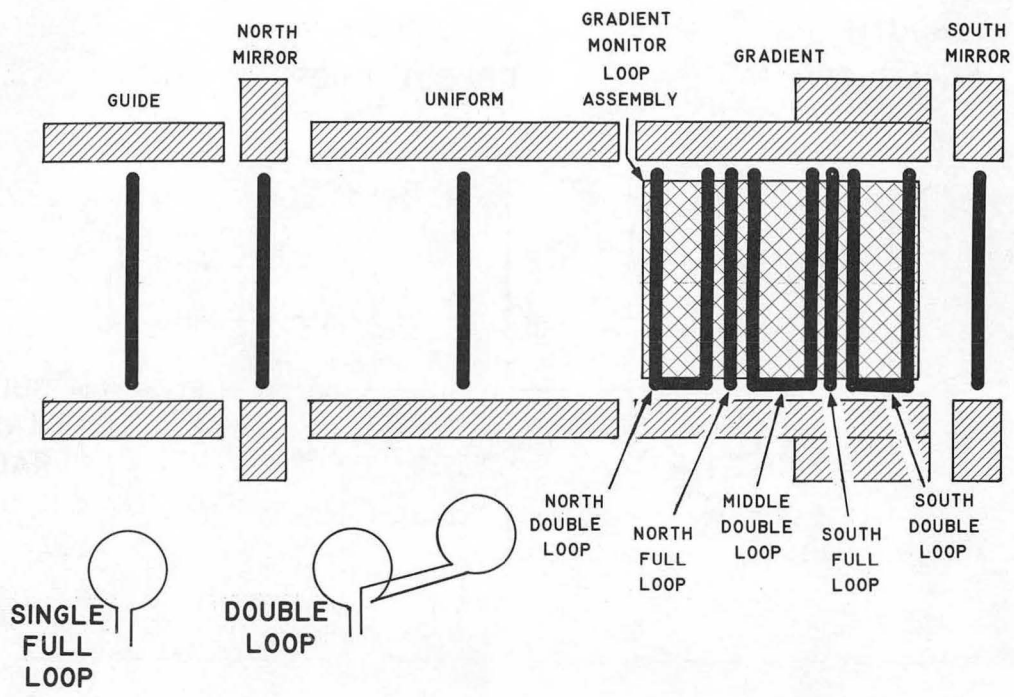 GUIDE
NORTH
MIRROR
UNIFORM
GRADIENT
MONITOR
LOOP
ASSEMBLY
GRADIENT
SOUTH
MIRROR
NORTH
DOUBLE
LOOP
NORTH
FULL
LOOP
MIDDLE
DOUBLE
LOOP
SOUTH
FULL
LOOP
SOUTH
DOUBLE
LOOP
SINGLE
FULL
LOOP
DOUBLE
LOOP